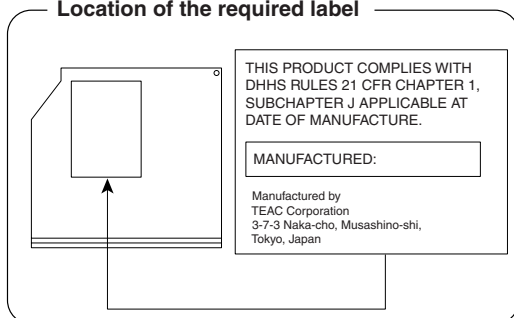 Location of the required label
THIS PRODUCT COMPLIES WITH
DHHS RULES 21 CFR CHAPTER 1,
SUBCHAPTER J APPLICABLE AT
DATE OF MANUFACTURE.
MANUFACTURED:
Manufactured by
TEAC Corporation
3-7-3 Naka-cho, Musashino-shi,
Tokyo, Japan